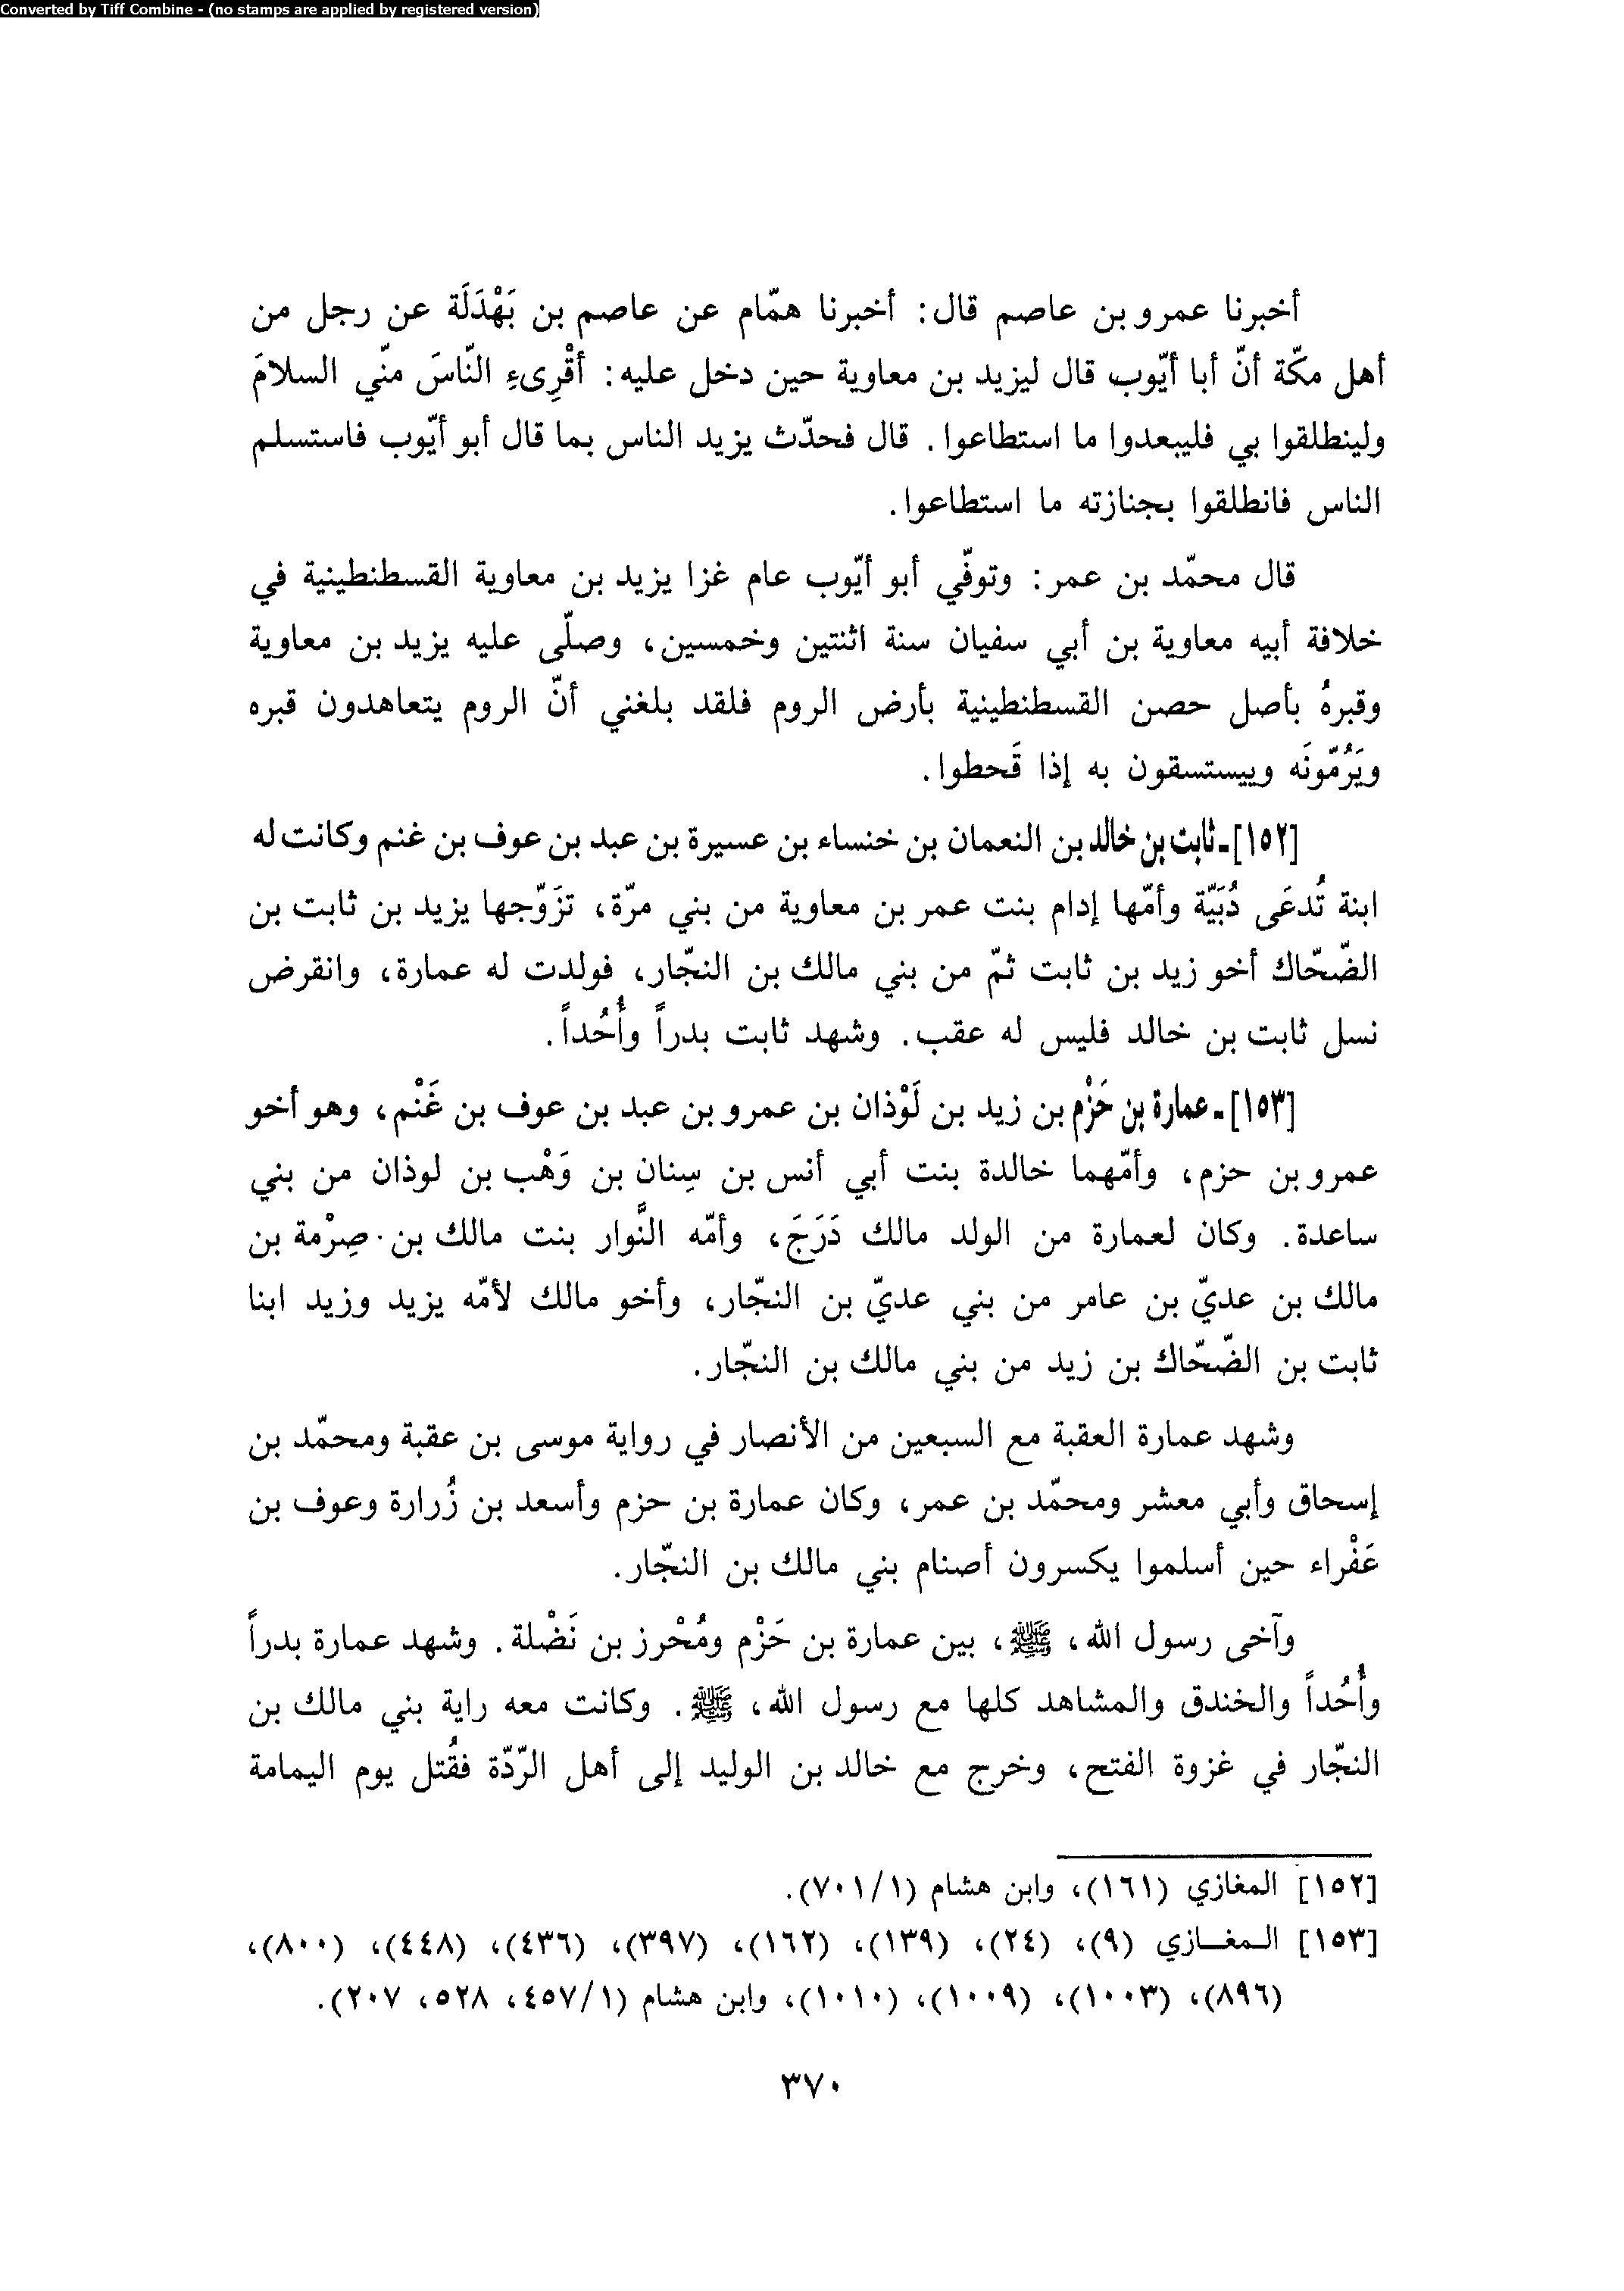 Converted by Tiff Combine - (no stamps are applied by registered version)
أخبرنا عمرو بن عاصم قال: أخبرنا همّام عن عاصم بن بَهْدَلَة عن رجل من
أهل مكّة أنّ أبا أيّوب قال ليزيد بن معاوية حين دخل عليه: أقْرِىءِ النّاسَ منّي السلامَ
ولينطلقوا بي فليبعدوا ما استطاعوا. قال فحدّث يزيد الناس بما قال أبو أيّوب فاستسلم
الناس فانطلقوا بجنازته ما استطاعوا.
قال محمّد بن عمر: وتوفّي أبو أيّوب عام غزا يزيد بن معاوية القسطنطينية في
خلافة أبيه معاوية بن أبي سفيان سنة اثنتين وخمسين، وصلّى عليه يزيد بن معاوية
وقبرهُ بأصل حصن القسطنطينية بأرض الروم فلقد بلغني أنّ الروم يتعاهدون قبره
ويَرُمّونَه وييستسقون به إذا قَحطوا.
[١٥٢] - ثابت بن خالد بن النعمان بن خنساء بن عسيرة بن عبد بن عوف بن غنم وكانت له
ابنة تُدعَى دُبَيّة وأمّها إدام بنت عمر بن معاوية من بني مرّة، تزَوّجها يزيد بن ثابت بن
الضّحّاك أخو زيد بن ثابت ثمّ من بني مالك بن النجّار، فولدت له عمارة، وانقرض
نسل ثابت بن خالد فليس له عقب. وشهد ثابت بدراً وأُحُداً.
[١٥٣] - عمارة بن حَزْم بن زيد بن لَوْذان بن عمرو بن عبد بن عوف بن غَنْم، وهو أخو
عمرو بن حزم، وأمّهما خالدة بنت أبي أنس بن سِنان بن وَهْب بن لوذان من بني
ساعدة. وكان لعمارة من الولد مالك دَرَجَ، وأمّه النَّوار بنت مالك بن صِرْمة بن
مالك بن عديّ بن عامر من بني عديّ بن النجّار، وأخو مالك لأمّه يزيد وزيد ابنا
ثابت بن الضّحّاك بن زيد من بني مالك بن النجّار.
وشهد عمارة العقبة مع السبعين من الأنصار في رواية موسى بن عقبة ومحمّد بن
إسحاق وأبي معشر ومحمّد بن عمر، وكان عمارة بن حزم وأسعد بن زُرارة وعوف بن
عَفْراء حين أسلموا يكسرون أصنام بني مالك بن النجّار.
وآخى رسول الله، ﷺ، بين عمارة بن حَزْم ومُحْرز بن نَضْلة. وشهد عمارة بدراً
وأُحُداً والخندق والمشاهد كلها مع رسول الله، ﷺ. وكانت معه راية بني مالك بن
النجّار في غزوة الفتح، وخرج مع خالد بن الوليد إلى أهل الرّدّة فقُتل يوم اليمامة
[١٥٢] المغازي (١٦١)، وابن هشام (٧٠١/١).
[١٥٣] المغازي (٩)، (٢٤)، (١٣٩)، (١٦٢)، (٣٩٧)، (٤٣٦)، (٤٤٨)، (٨٠٠)،
(٨٩٦)، (١٠٠٣)، (١٠٠٩)، (١٠١٠)، وابن هشام (٤٥٧/١، ٥٢٨، ٢٠٧).
٣٧٠